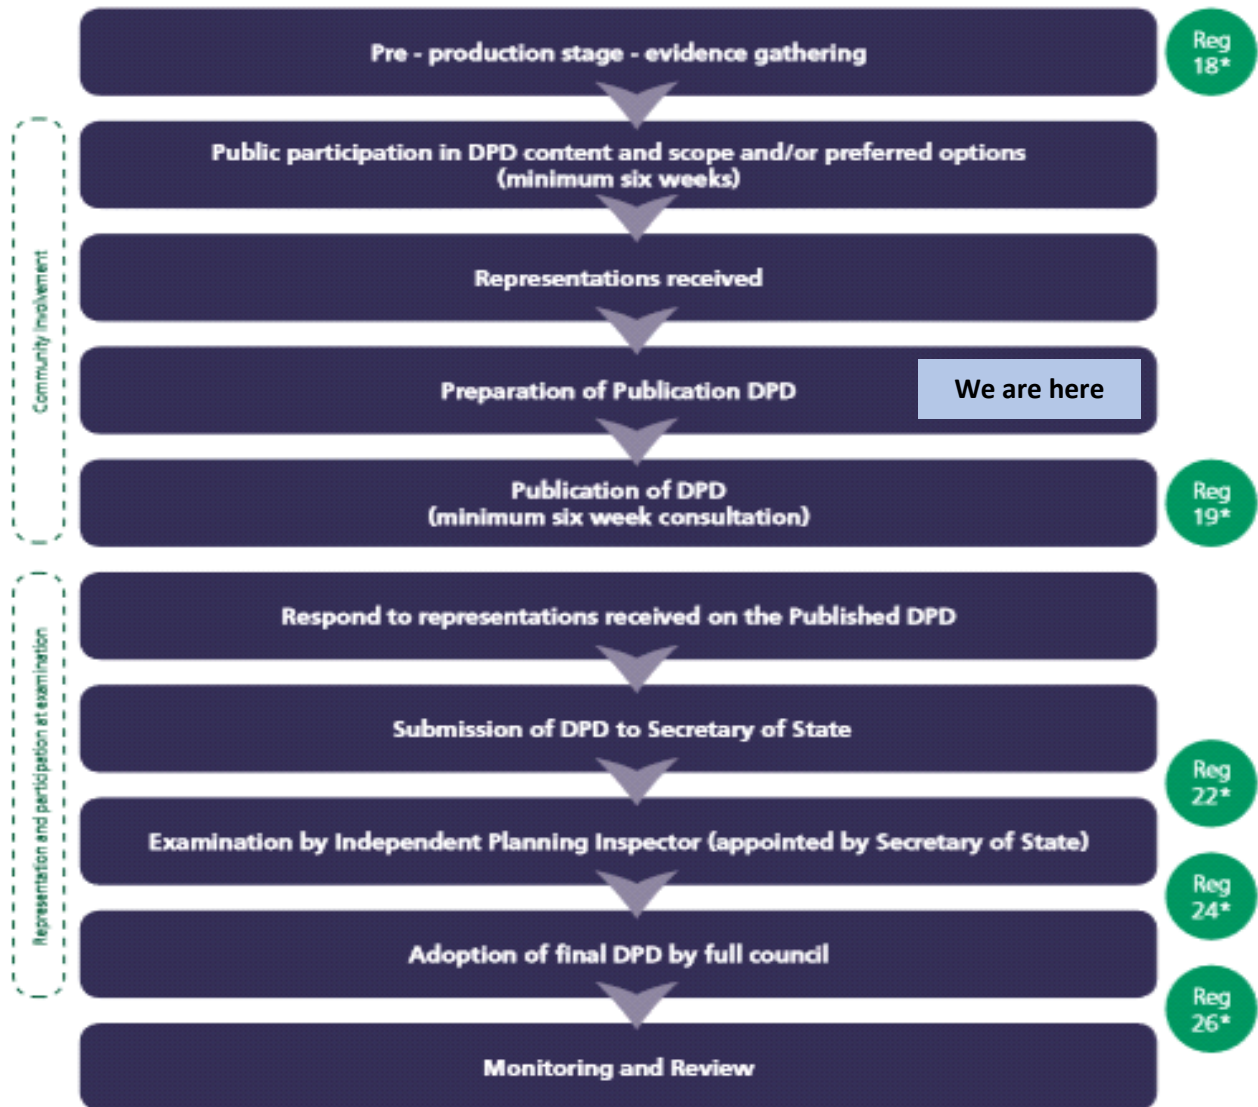 Pre - production stage - evidence gathering
Reg
18*
Community Involvement
Public participation in DPD content and scope and/or preferred options
(minimum six weeks)
Representations received
Preparation of Publication DPD
We are here
Publication of DPD
(minimum six week consultation)
Reg
19*
Representation and participation at examination
Respond to representations received on the Published DPD
Submission of DPD to Secretary of State
Reg
22*
Examination by Independent Planning Inspector (appointed by Secretary of State)
Reg
24*
Adoption of final DPD by full council
Reg
26*
Monitoring and Review